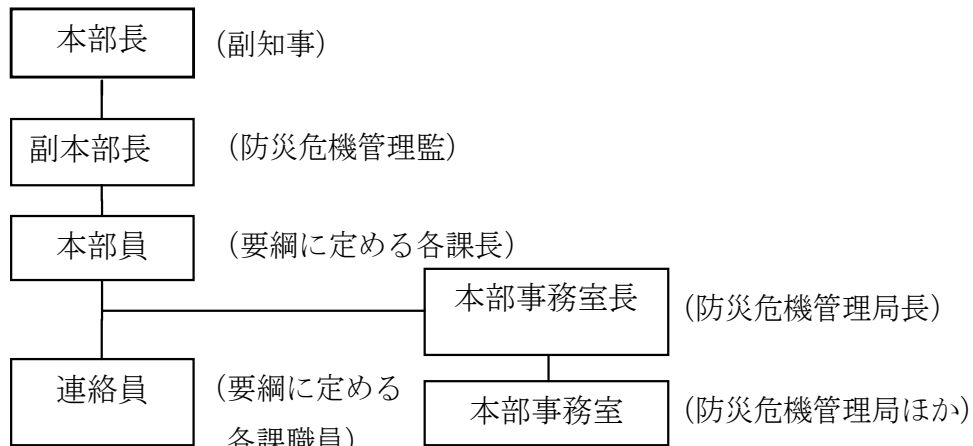 本部長 (副知事)
副本部長 (防災危機管理監)
本部員 (要綱に定める各課長)
本部事務室長 (防災危機管理局長)
連絡員 (要綱に定める
各課職員)
本部事務室 (防災危機管理局ほか)